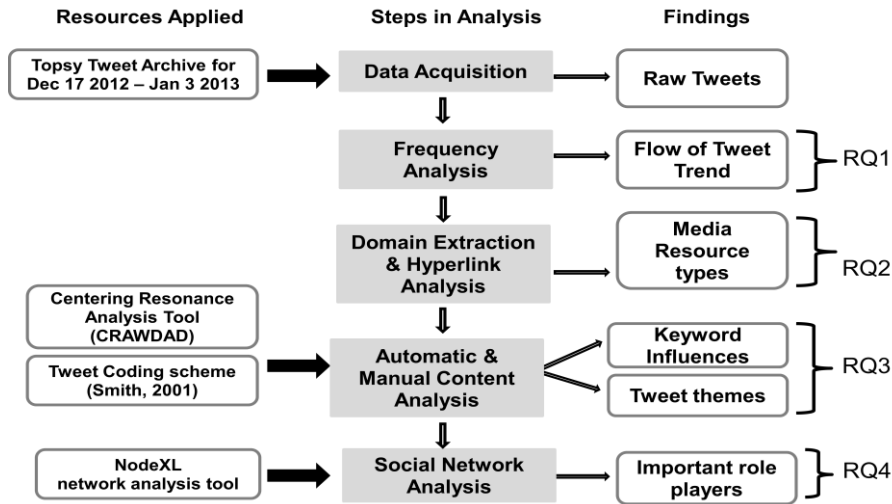 Resources Applied
Steps in Analysis
Findings
Topsy Tweet Archive for
Dec 17 2012 – Jan 3 2013
Data Acquisition
Raw Tweets
Frequency
Analysis
Flow of Tweet
Trend
RQ1
Domain Extraction
& Hyperlink
Analysis
Media
Resource
types
RQ2
Centering Resonance
Analysis Tool
(CRAWDAD)
Tweet Coding scheme
(Smith, 2001)
Automatic &
Manual Content
Analysis
Keyword
Influences
Tweet themes
RQ3
NodeXL
network analysis tool
Social Network
Analysis
Important role
players
RQ4